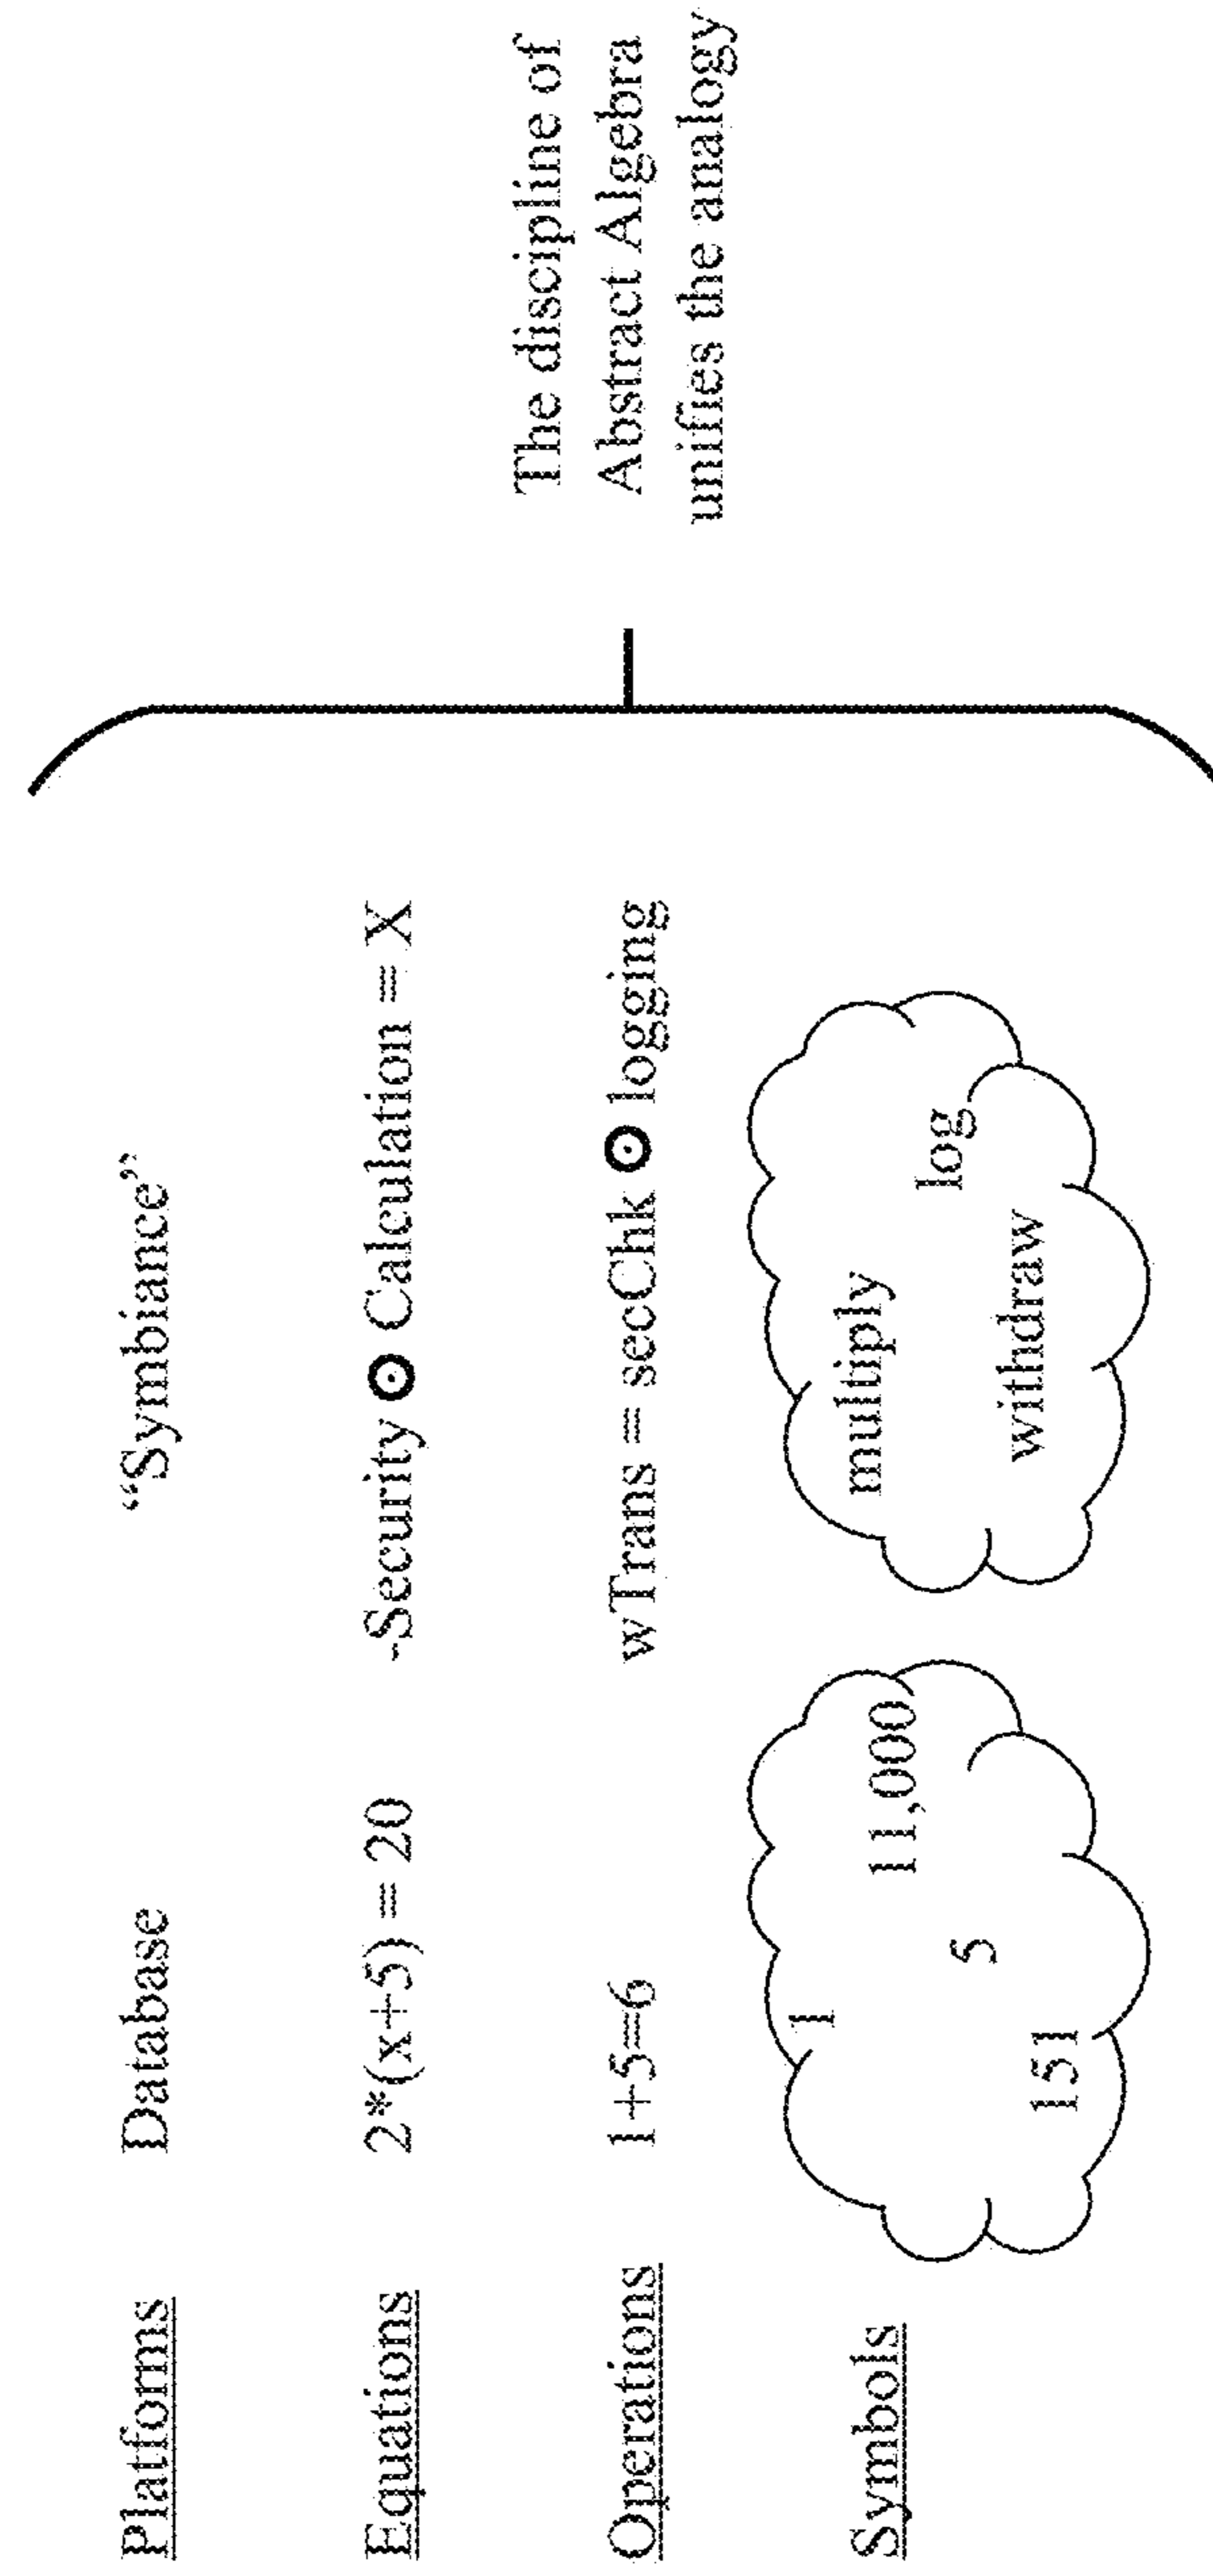 Platforms Database “Symbiance”
Equations 2*(x+5) = 20 -Security ⊙ Calculation = X
Operations 1+5=6 wTrans = secChk ⊙ logging
Symbols
1
11,000
5
151
multiply
log
withdraw
The discipline of
Abstract Algebra
unifies the analogy